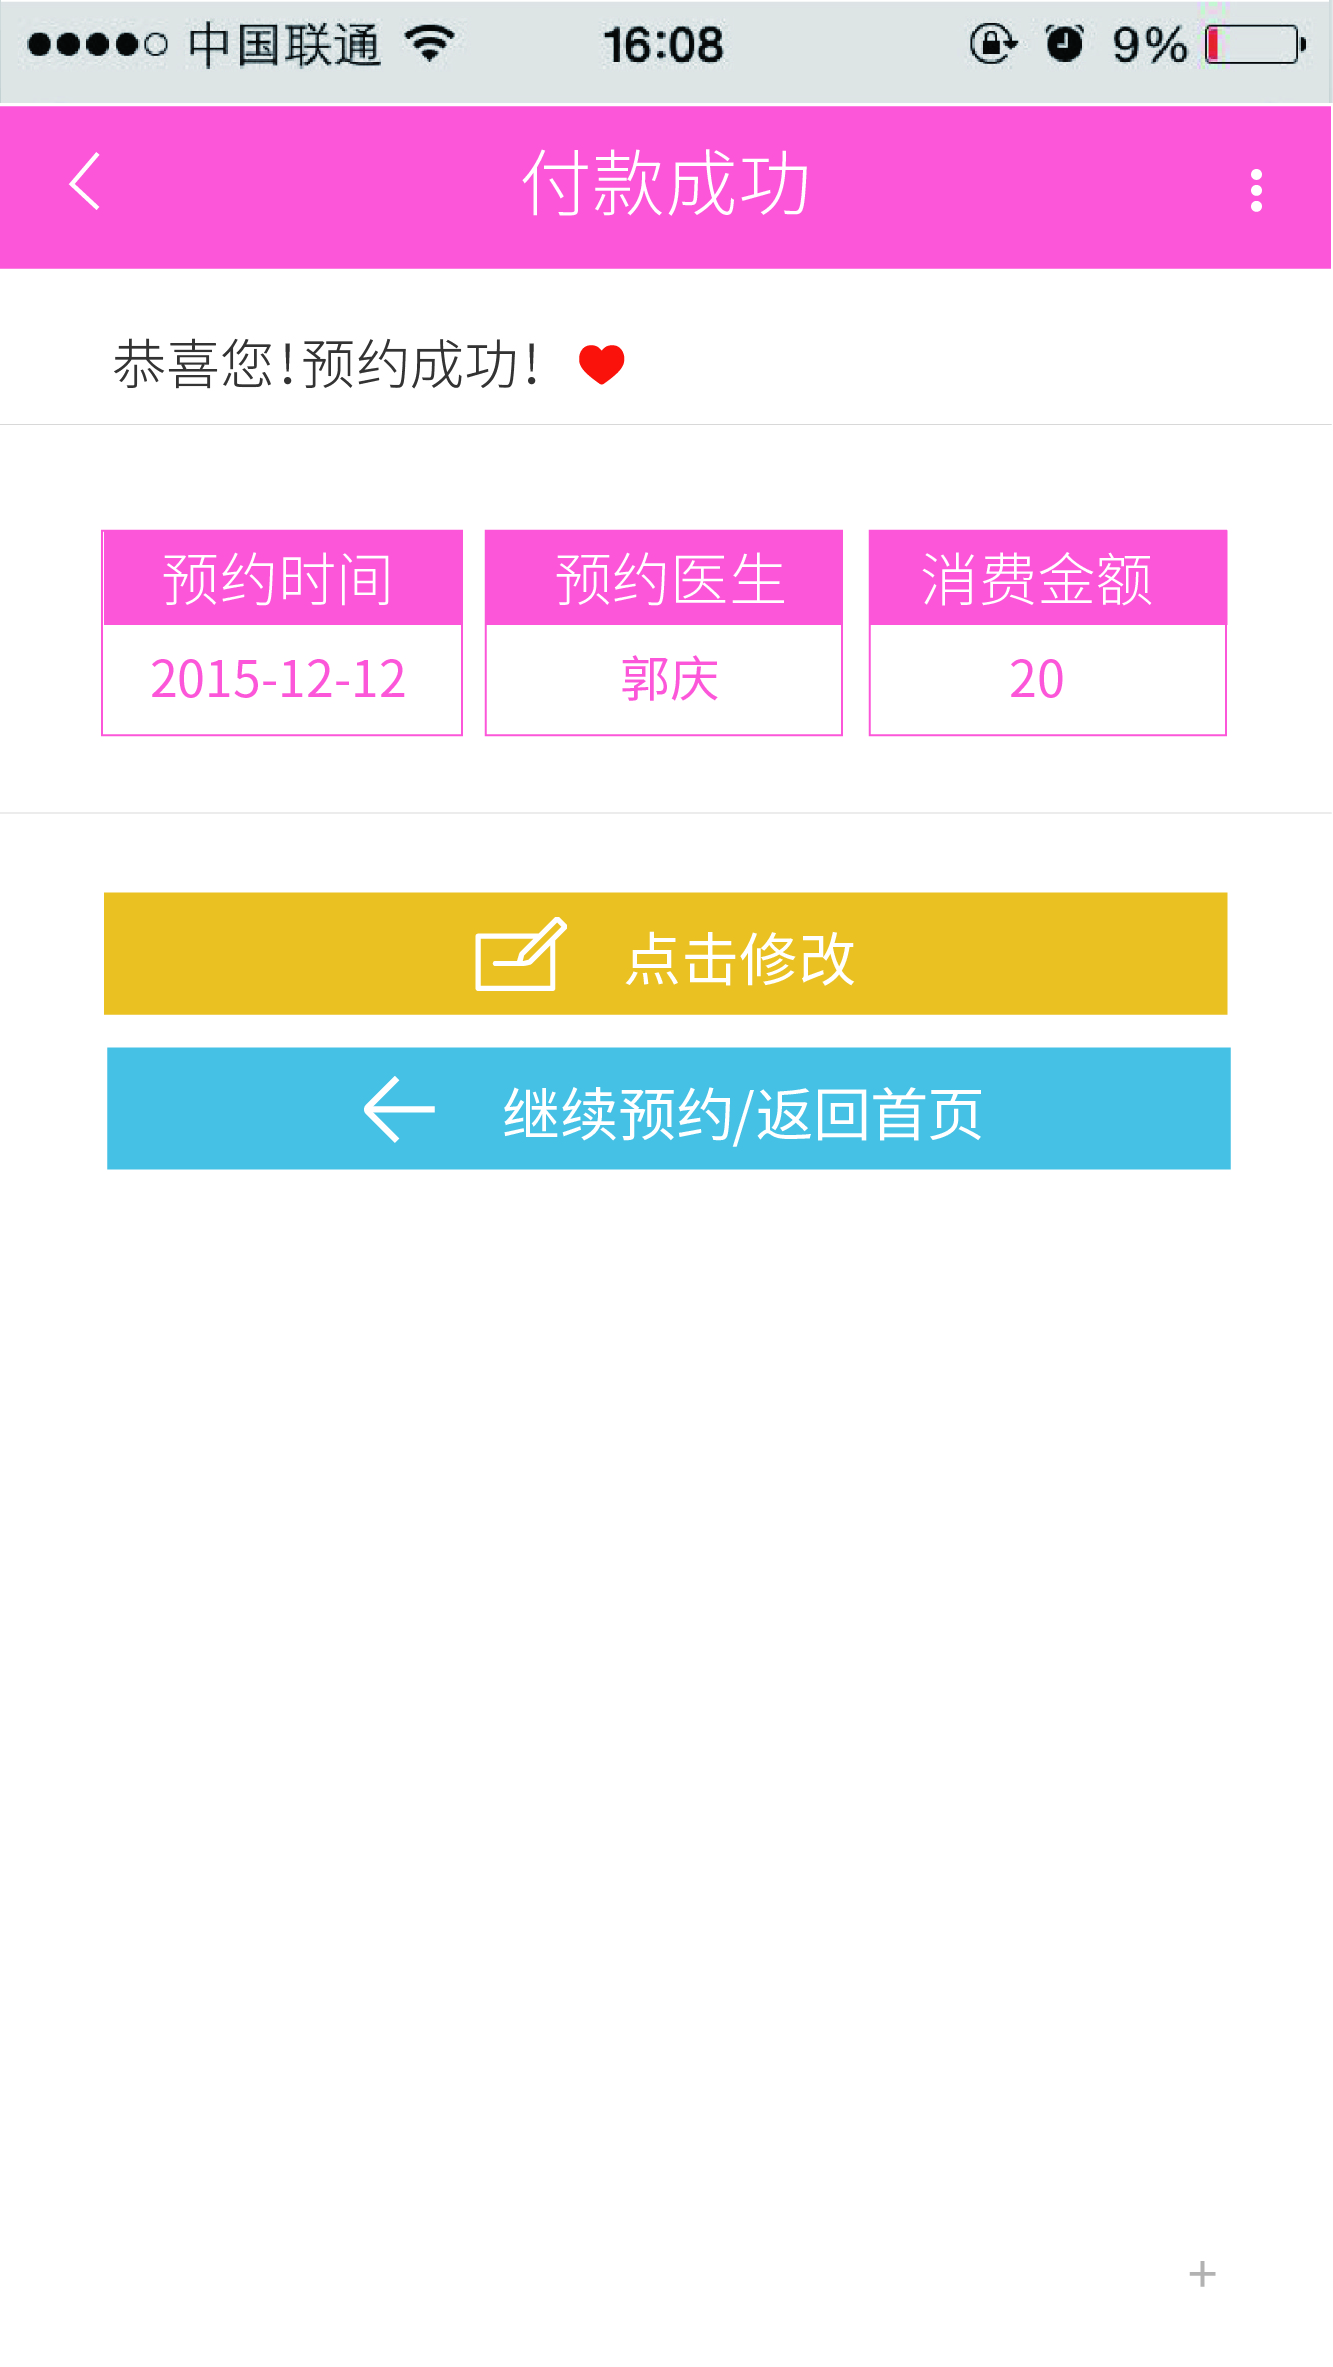 中国联通 16:08 9%
付款成功
恭喜您!预约成功!
预约时间 预约医生 消费金额
2015-12-12 郭庆 20
点击修改
继续预约/返回首页
+